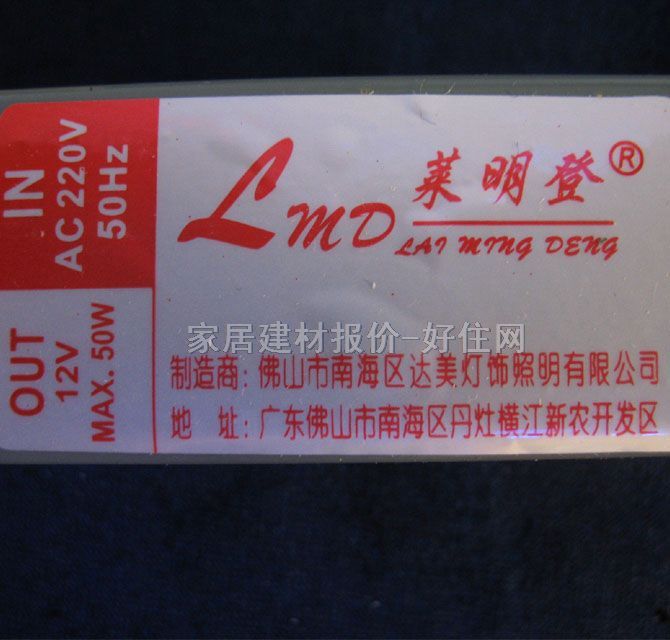 IN
AC 220V
50Hz
OUT
12V
MAX. 50W
LMD
莱明登®
LAI MING DENG
家居建材报价-好住网
制造商：佛山市南海区达美灯饰照明有限公司
地 址：广东佛山市南海区丹灶横江新农开发区